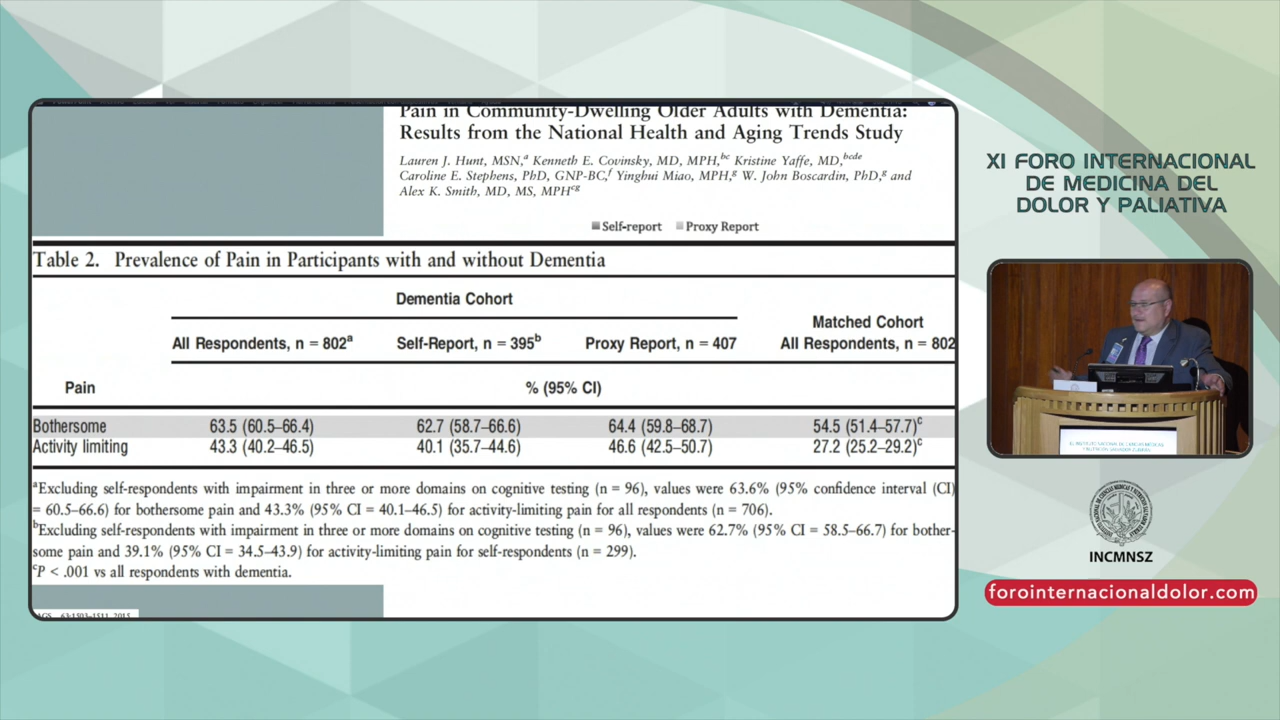 Pain in Community-Dwelling Older Adults with Dementia:
Results from the National Health and Aging Trends Study
Lauren J. Hunt, MSN,a Kenneth E. Covinsky, MD, MPH,bc Kristine Yaffe, MD,bcde
Caroline E. Stephens, PhD, GNP-BC,f Yinghui Miao, MPH,g W. John Boscardin, PhD,g and
Alex K. Smith, MD, MS, MPHcg
Self-report Proxy Report
Table 2. Prevalence of Pain in Participants with and without Dementia
Dementia Cohort
Matched Cohort
All Respondents, n = 802a Self-Report, n = 395b Proxy Report, n = 407 All Respondents, n = 802
Pain % (95% CI)
Bothersome 63.5 (60.5–66.4) 62.7 (58.7–66.6) 64.4 (59.8–68.7) 54.5 (51.4–57.7)c
Activity limiting 43.3 (40.2–46.5) 40.1 (35.7–44.6) 46.6 (42.5–50.7) 27.2 (25.2–29.2)c
aExcluding self-respondents with impairment in three or more domains on cognitive testing (n = 96), values were 63.6% (95% confidence interval (CI)
= 60.5–66.6) for bothersome pain and 43.3% (95% CI = 40.1–46.5) for activity-limiting pain for all respondents (n = 706).
bExcluding self-respondents with impairment in three or more domains on cognitive testing (n = 96), values were 62.7% (95% CI = 58.5–66.7) for bother-
some pain and 39.1% (95% CI = 34.5–43.9) for activity-limiting pain for self-respondents (n = 299).
cP < .001 vs all respondents with dementia.
AGS 63:1503–1511, 2015
XI FORO INTERNACIONAL
DE MEDICINA DEL
DOLOR Y PALIATIVA
INCMNSZ
forointernacionaldolor.com